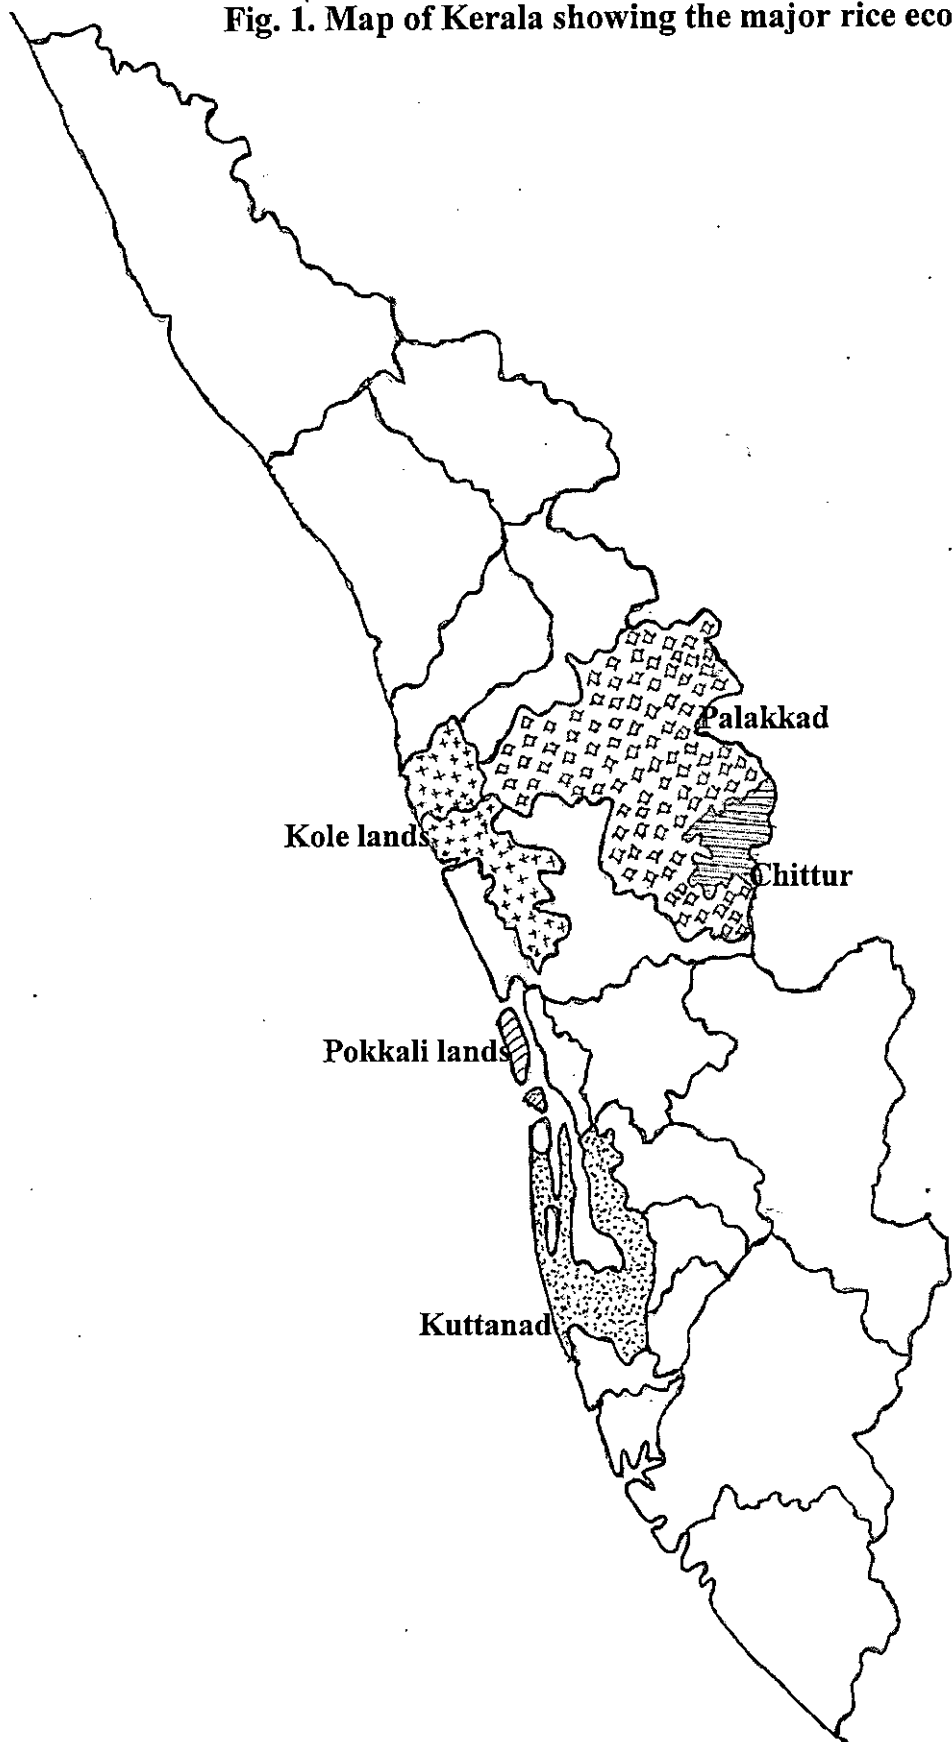 Fig. 1. Map of Kerala showing the major rice eco
Palakkad
Kole lands
Chittur
Pokkali lands
Kuttanad